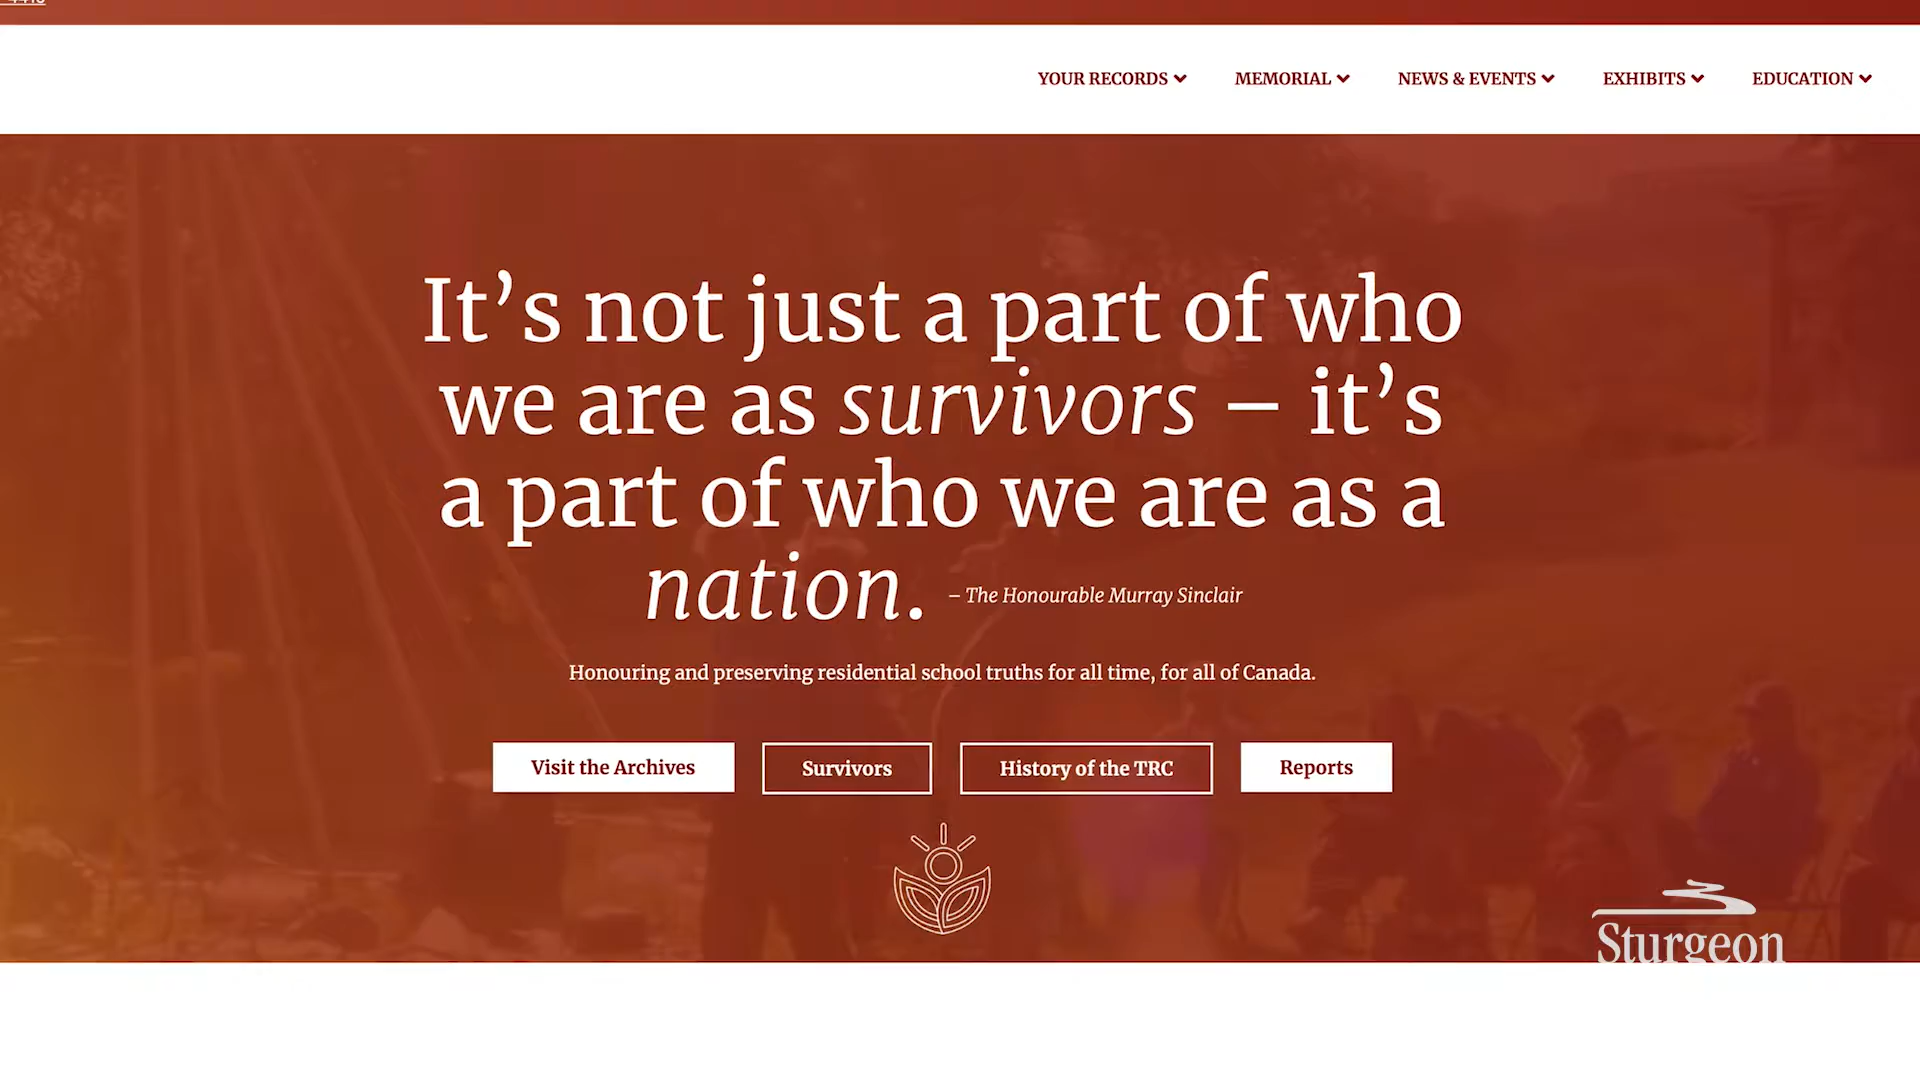 YOUR RECORDS MEMORIAL NEWS & EVENTS EXHIBITS EDUCATION
It’s not just a part of who
we are as survivors – it’s
a part of who we are as a
nation. – The Honourable Murray Sinclair
Honouring and preserving residential school truths for all time, for all of Canada.
Visit the Archives Survivors History of the TRC Reports
Sturgeon